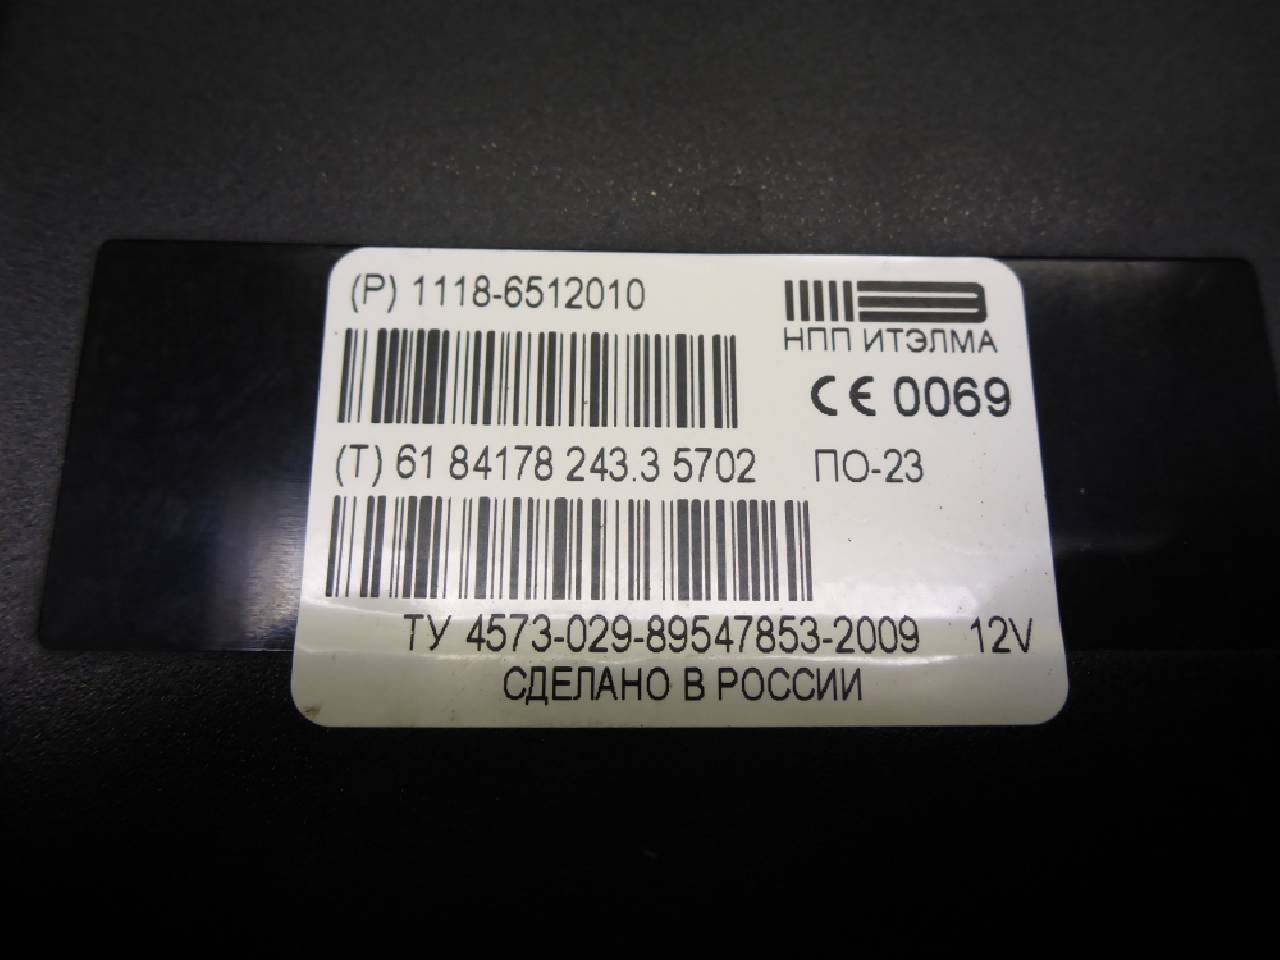 (P) 1118-6512010
НПП ИТЭЛМА
CE 0069
(T) 61 84178 243.3 5702 ПО-23
ТУ 4573-029-89547853-2009 12V
СДЕЛАНО В РОССИИ